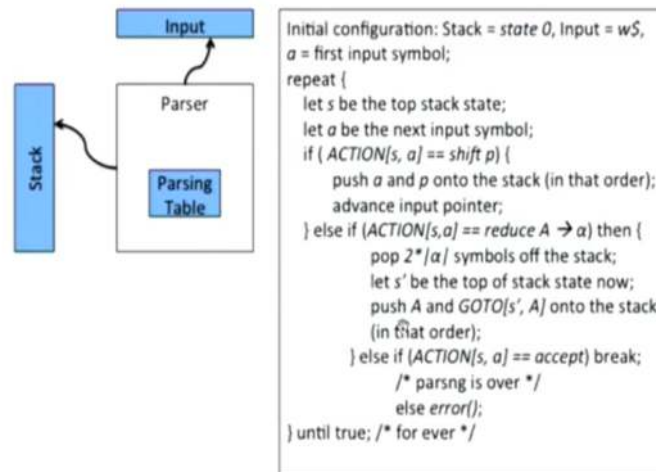 Input
Parser
Stack
Parsing
Table
Initial configuration: Stack = state 0, Input = w$,
a = first input symbol;
repeat {
let s be the top stack state;
let a be the next input symbol;
if ( ACTION[s, a] == shift p) {
push a and p onto the stack (in that order);
advance input pointer;
} else if (ACTION[s,a] == reduce A → α) then {
pop 2*|α| symbols off the stack;
let s' be the top of stack state now;
push A and GOTO[s', A] onto the stack
(in that order);
} else if (ACTION[s, a] == accept) break;
/* parsng is over */
else error();
} until true; /* for ever */